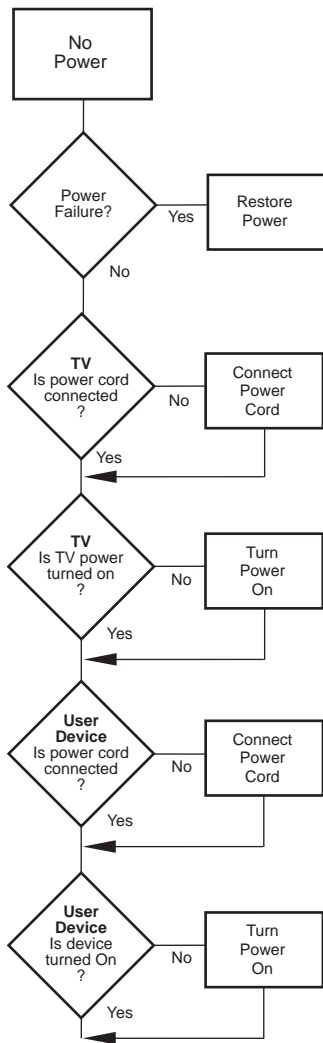 No
Power
Power
Failure?
Yes
Restore
Power
No
TV
Is power cord
connected
?
No
Connect
Power
Cord
Yes
TV
Is TV power
turned on
?
No
Turn
Power
On
Yes
User
Device
Is power cord
connected
?
No
Connect
Power
Cord
Yes
User
Device
Is device
turned On
?
No
Turn
Power
On
Yes